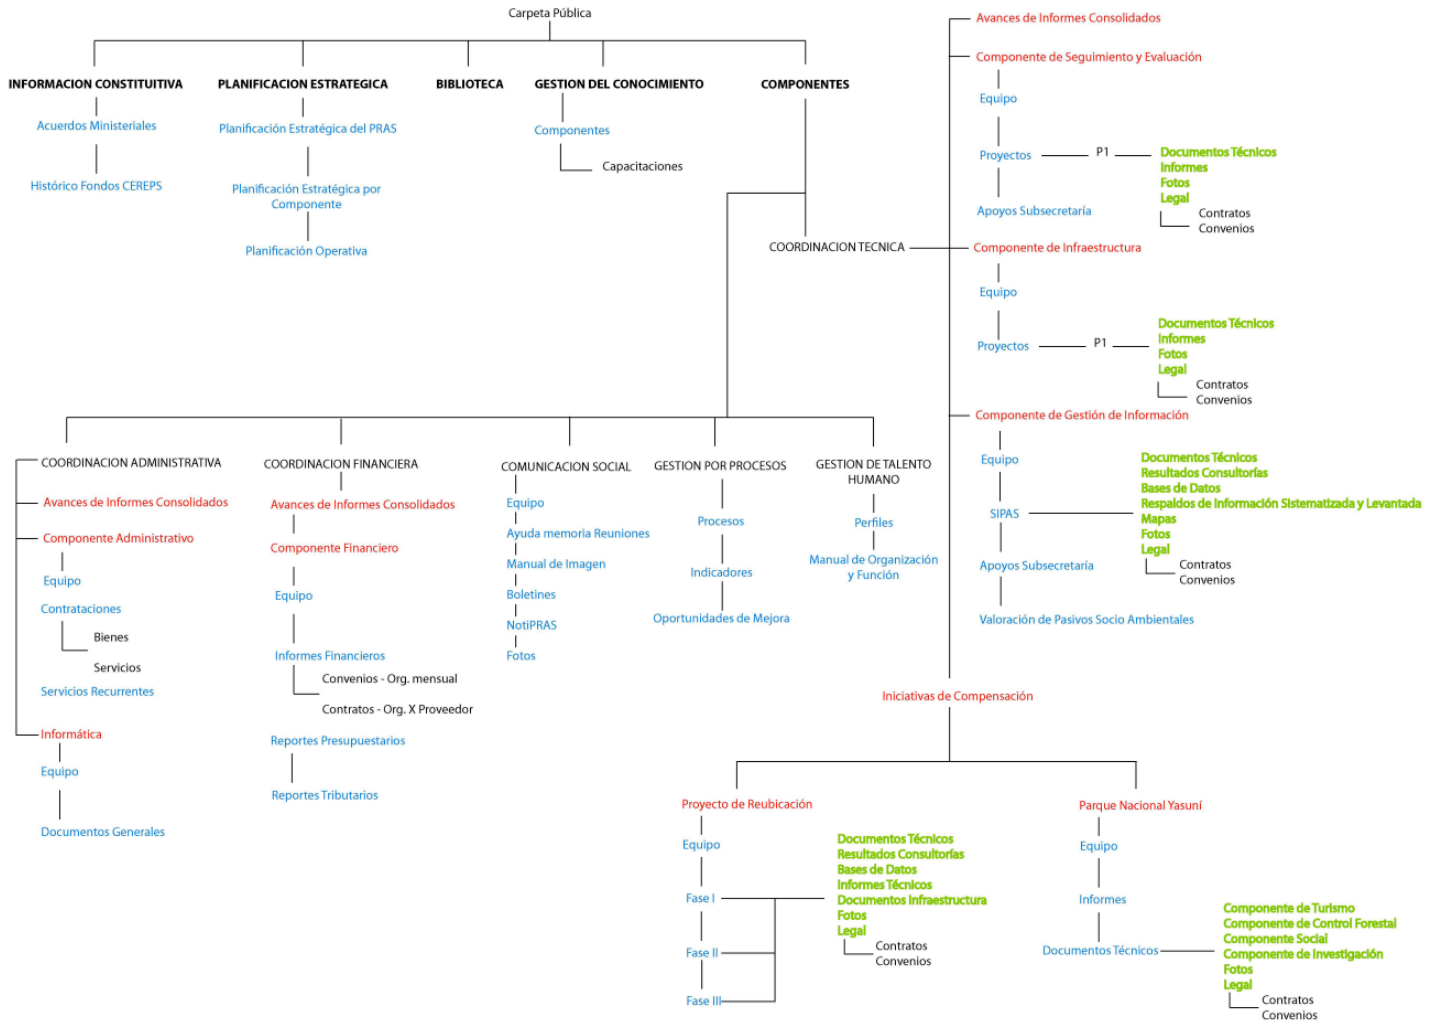 Carpeta Pública
INFORMACION CONSTITUITIVA
Acuerdos Ministeriales
Histórico Fondos CEREPS
PLANIFICACION ESTRATEGICA
Planificación Estratégica del PRAS
Planificación Estratégica por
Componente
Planificación Operativa
BIBLIOTECA
GESTION DEL CONOCIMIENTO
Componentes
Capacitaciones
COMPONENTES
COORDINACION TECNICA
Avances de Informes Consolidados
Componente de Seguimiento y Evaluación
Equipo
Proyectos
P1
Documentos Técnicos
Informes
Fotos
Legal
Contratos
Convenios
Apoyos Subsecretaría
Componente de Infraestructura
Equipo
Proyectos
P1
Documentos Técnicos
Informes
Fotos
Legal
Contratos
Convenios
Componente de Gestión de Información
Equipo
SIPAS
Documentos Técnicos
Resultados Consultorías
Bases de Datos
Respaldos de Información Sistematizada y Levantada
Mapas
Fotos
Legal
Contratos
Convenios
Apoyos Subsecretaría
Valoración de Pasivos Socio Ambientales
COORDINACION ADMINISTRATIVA
Avances de Informes Consolidados
Componente Administrativo
Equipo
Contrataciones
Bienes
Servicios
Servicios Recurrentes
Informática
Equipo
Documentos Generales
COORDINACION FINANCIERA
Avances de Informes Consolidados
Componente Financiero
Equipo
Informes Financieros
Convenios - Org. mensual
Contratos - Org. X Proveedor
Reportes Presupuestarios
Reportes Tributarios
COMUNICACION SOCIAL
Equipo
Ayuda memoria Reuniones
Manual de Imagen
Boletines
NotiPRAS
Fotos
GESTION POR PROCESOS
Procesos
Indicadores
Oportunidades de Mejora
GESTION DE TALENTO
HUMANO
Perfiles
Manual de Organización
y Función
Iniciativas de Compensación
Proyecto de Reubicación
Equipo
Fase I
Fase II
Fase III
Documentos Técnicos
Resultados Consultorías
Bases de Datos
Informes Técnicos
Documentos Infraestructura
Fotos
Legal
Contratos
Convenios
Parque Nacional Yasuní
Equipo
Informes
Documentos Técnicos
Componente de Turismo
Componente de Control Forestal
Componente Social
Componente de Investigación
Fotos
Legal
Contratos
Convenios